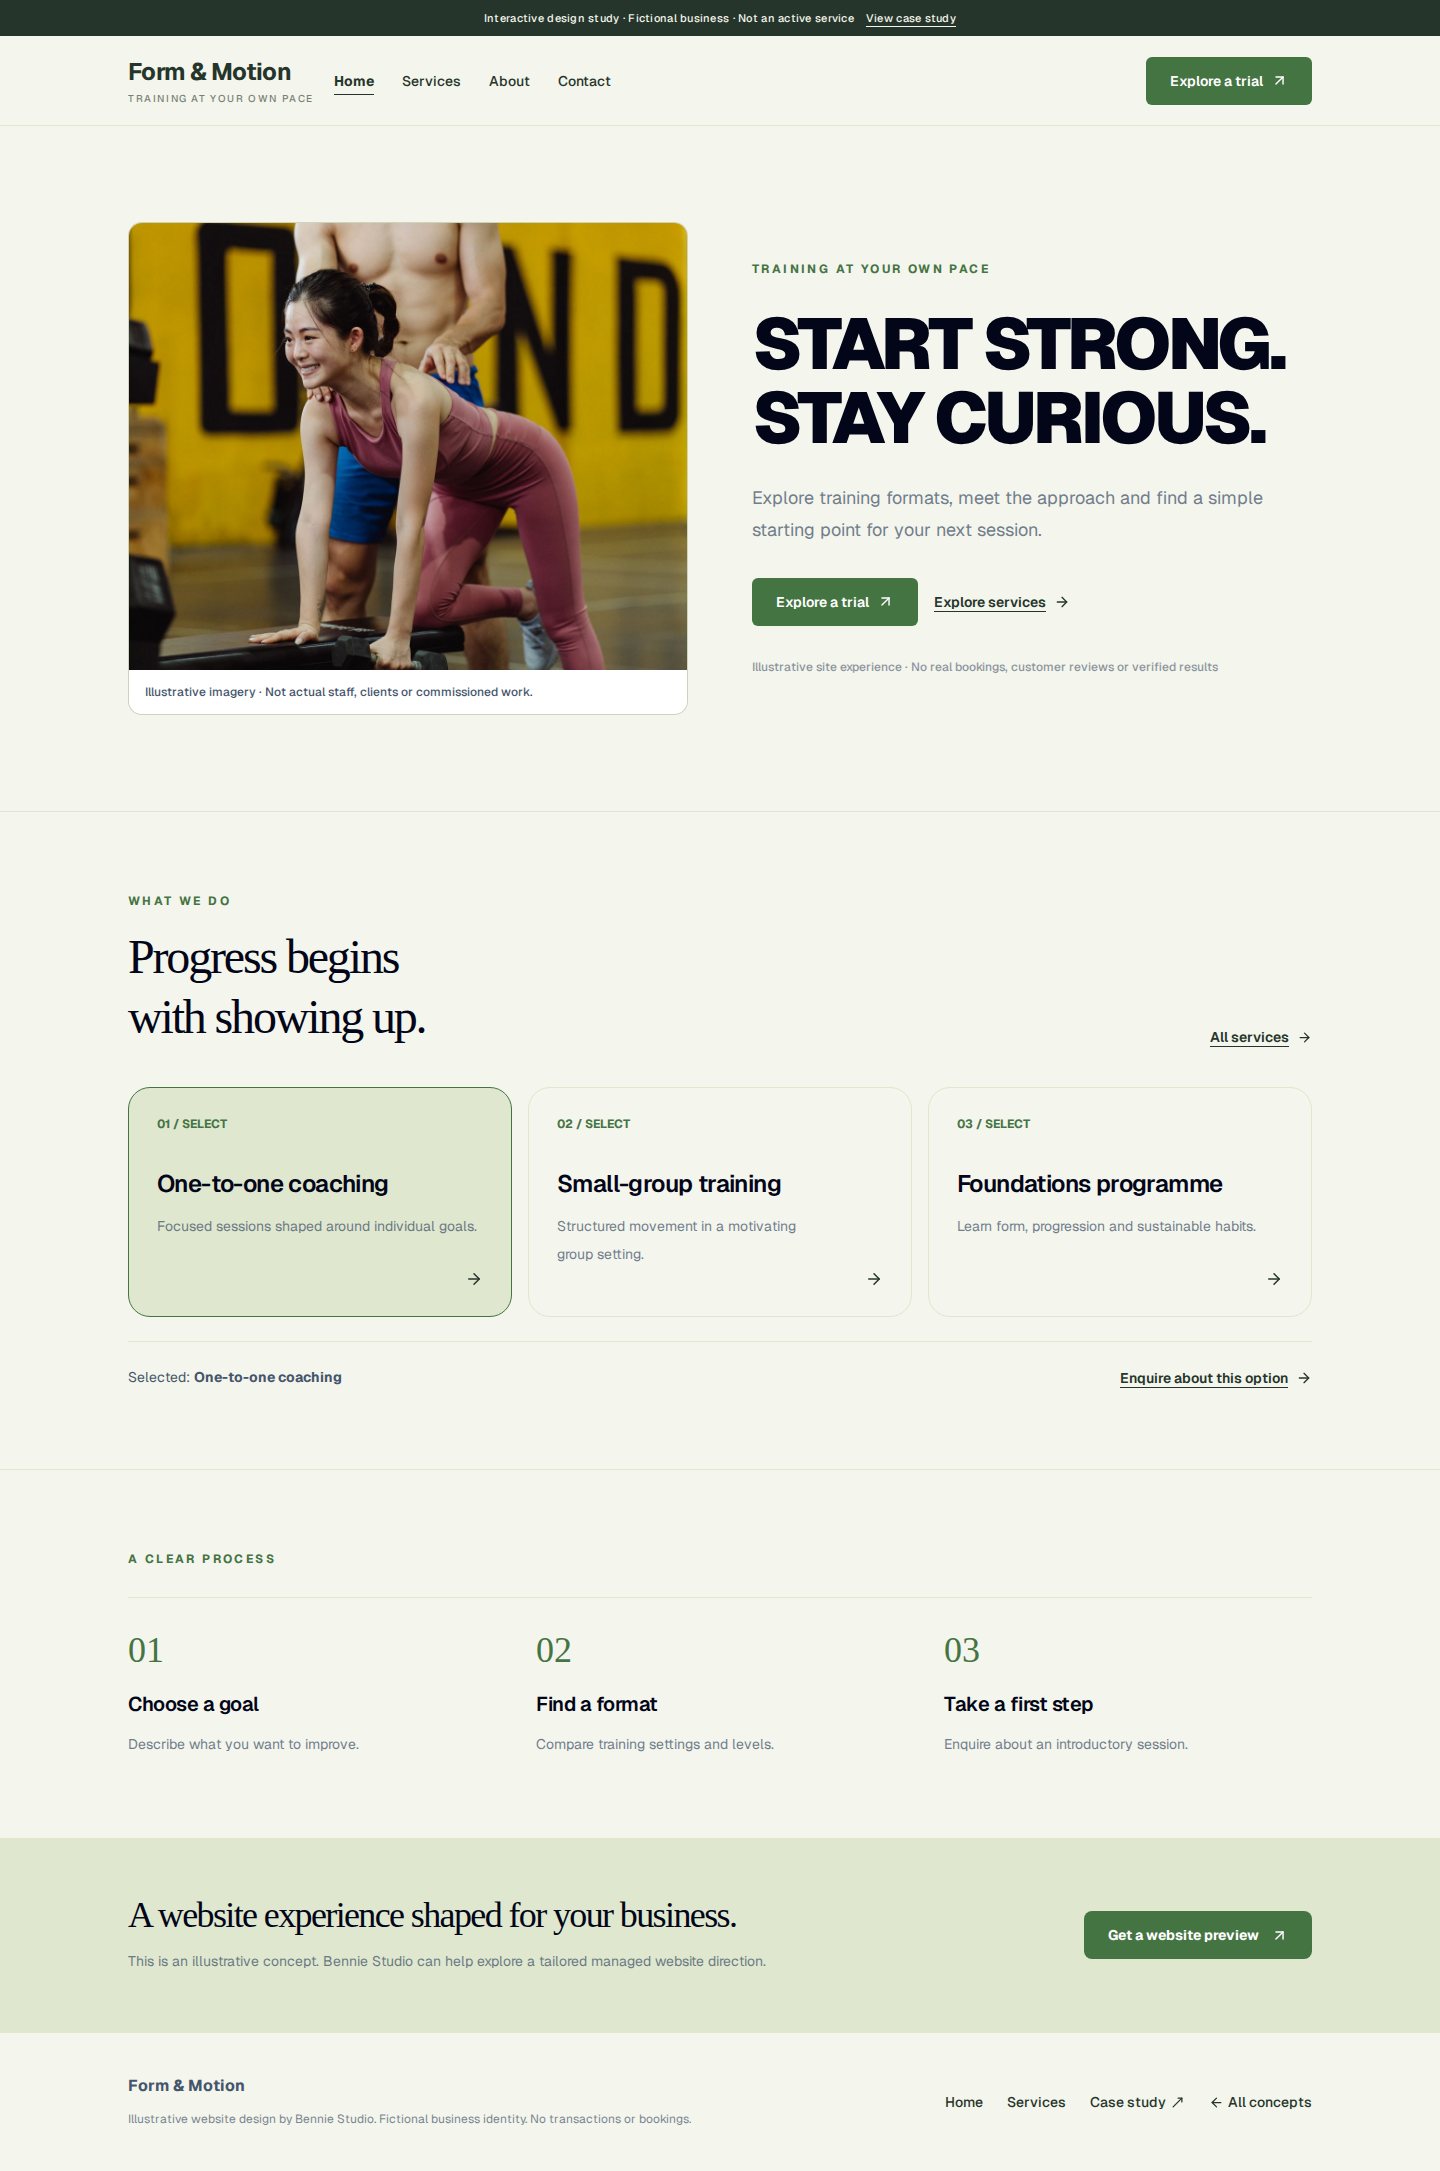 Interactive design study · Fictional business · Not an active service View case study
Form & Motion
TRAINING AT YOUR OWN PACE
Home Services About Contact
Explore a trial
TRAINING AT YOUR OWN PACE
START STRONG.
STAY CURIOUS.
Explore training formats, meet the approach and find a simple
starting point for your next session.
Explore a trial
Explore services
Illustrative site experience · No real bookings, customer reviews or verified results
Illustrative imagery · Not actual staff, clients or commissioned work.
WHAT WE DO
Progress begins
with showing up.
All services
01 / SELECT
One-to-one coaching
Focused sessions shaped around individual goals.
02 / SELECT
Small-group training
Structured movement in a motivating
group setting.
03 / SELECT
Foundations programme
Learn form, progression and sustainable habits.
Selected: One-to-one coaching
Enquire about this option
A CLEAR PROCESS
01
Choose a goal
Describe what you want to improve.
02
Find a format
Compare training settings and levels.
03
Take a first step
Enquire about an introductory session.
A website experience shaped for your business.
This is an illustrative concept. Bennie Studio can help explore a tailored managed website direction.
Get a website preview
Form & Motion
Illustrative website design by Bennie Studio. Fictional business identity. No transactions or bookings.
Home Services Case study ↗ ← All concepts